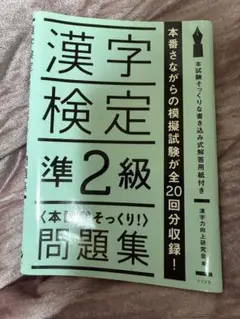 漢字
検定
準2級
〈本試験そっくり!〉
問題集
本番さながらの模擬試験が全20回分収録!
本試験そっくりな書き込み式解答用紙付き
漢字力向上研究会